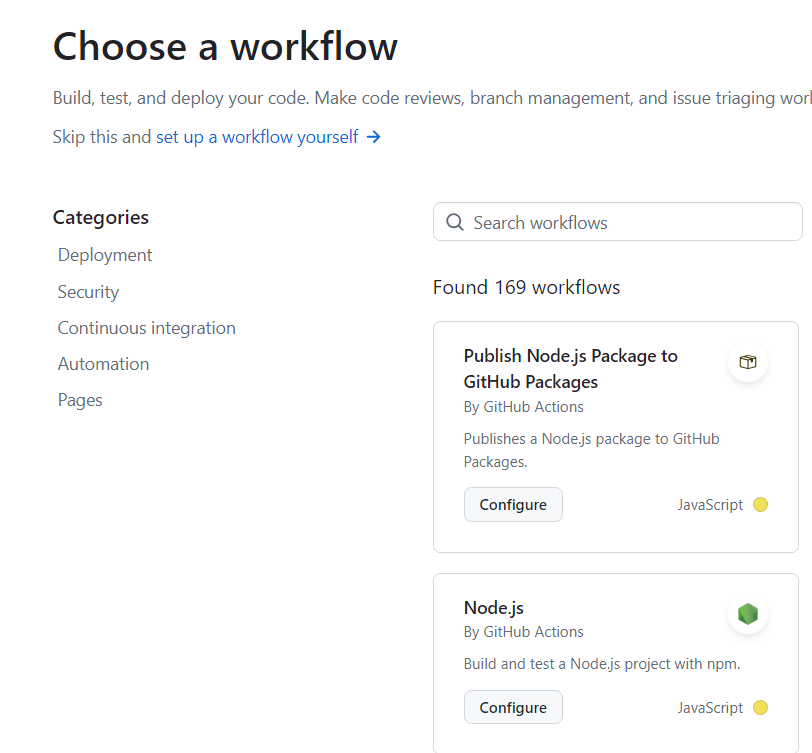 Choose a workflow
Build, test, and deploy your code. Make code reviews, branch management, and issue triaging
Skip this and set up a workflow yourself →
Categories
Deployment
Security
Continuous integration
Automation
Pages
Search workflows
Found 169 workflows
Publish Node.js Package to
GitHub Packages
By GitHub Actions
Publishes a Node.js package to GitHub
Packages.
Configure
JavaScript
Node.js
By GitHub Actions
Build and test a Node.js project with npm.
Configure
JavaScript